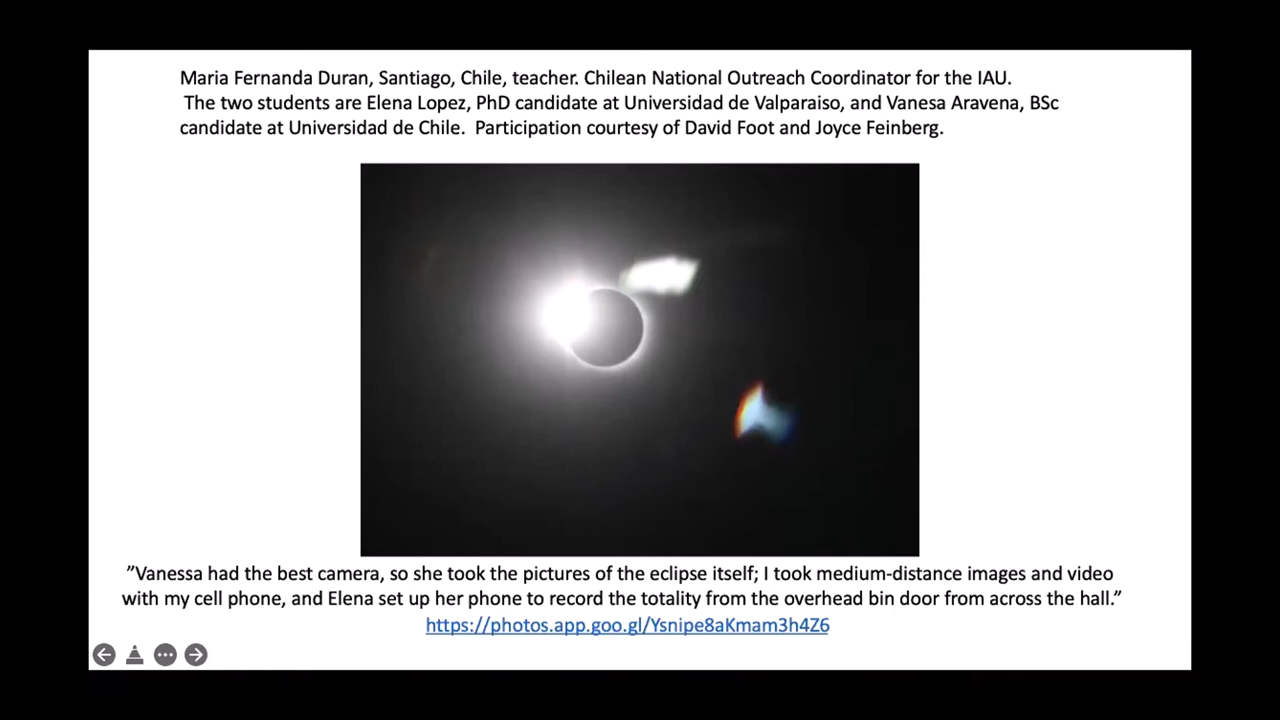 Maria Fernanda Duran, Santiago, Chile, teacher. Chilean National Outreach Coordinator for the IAU.
The two students are Elena Lopez, PhD candidate at Universidad de Valparaiso, and Vanesa Aravena, BSc
candidate at Universidad de Chile.  Participation courtesy of David Foot and Joyce Feinberg.
”Vanessa had the best camera, so she took the pictures of the eclipse itself; I took medium-distance images and video
with my cell phone, and Elena set up her phone to record the totality from the overhead bin door from across the hall.”
https://photos.app.goo.gl/Ysnipe8aKmam3h4Z6